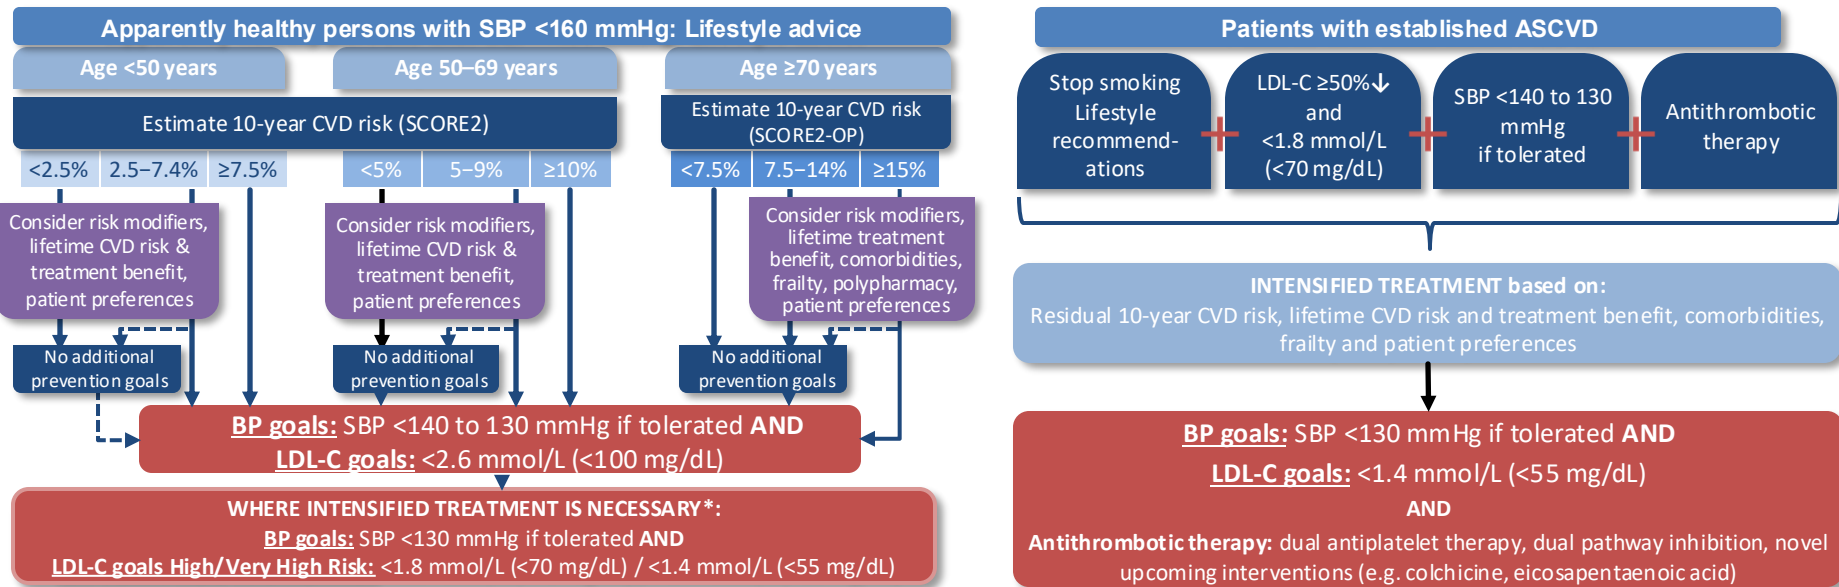 Apparently healthy persons with SBP <160 mmHg: Lifestyle advice
Age <50 years
Age 50–69 years
Age ≥70 years
Estimate 10-year CVD risk (SCORE2)
Estimate 10-year CVD risk
(SCORE2-OP)
<2.5%
2.5–7.4%
≥7.5%
<5%
5–9%
≥10%
<7.5%
7.5–14%
≥15%
Consider risk modifiers,
lifetime CVD risk &
treatment benefit,
patient preferences
Consider risk modifiers,
lifetime CVD risk &
treatment benefit,
patient preferences
Consider risk modifiers,
lifetime treatment
benefit, comorbidities,
frailty, polypharmacy,
patient preferences
No additional
prevention goals
No additional
prevention goals
No additional
prevention goals
BP goals: SBP <140 to 130 mmHg if tolerated AND
LDL-C goals: <2.6 mmol/L (<100 mg/dL)
WHERE INTENSIFIED TREATMENT IS NECESSARY*:
BP goals: SBP <130 mmHg if tolerated AND
LDL-C goals High/Very High Risk: <1.8 mmol/L (<70 mg/dL) / <1.4 mmol/L (<55 mg/dL)
Patients with established ASCVD
Stop smoking
Lifestyle
recommend-
ations
+
LDL-C ≥50%↓
and
<1.8 mmol/L
(<70 mg/dL)
+
SBP <140 to 130
mmHg
if tolerated
+
Antithrombotic
therapy
INTENSIFIED TREATMENT based on:
Residual 10-year CVD risk, lifetime CVD risk and treatment benefit, comorbidities,
frailty and patient preferences
BP goals: SBP <130 mmHg if tolerated AND
LDL-C goals: <1.4 mmol/L (<55 mg/dL)
AND
Antithrombotic therapy: dual antiplatelet therapy, dual pathway inhibition, novel
upcoming interventions (e.g. colchicine, eicosapentaenoic acid)